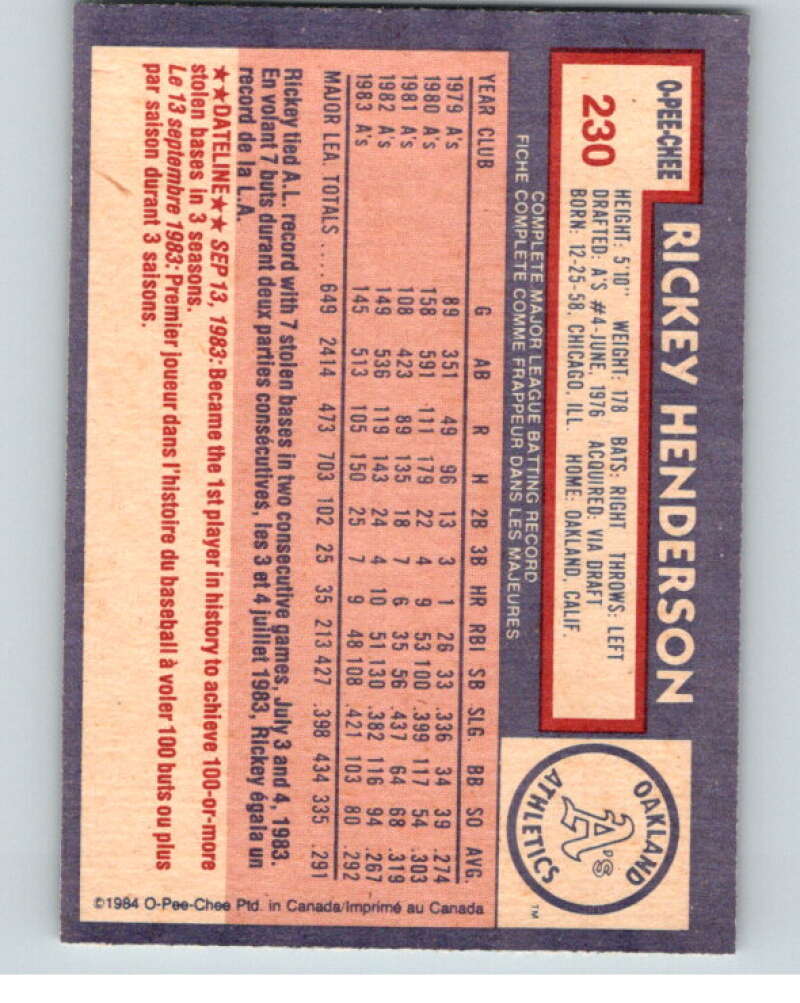 O-PEE-CHEE
230
RICKEY HENDERSON
HEIGHT: 5'10" WEIGHT: 178 BATS: RIGHT THROWS: LEFT
DRAFTED: A'S #4-JUNE, 1976 ACQUIRED: VIA DRAFT
BORN: 12-25-58, CHICAGO, ILL. HOME: OAKLAND, CALIF.
OAKLAND
A's
ATHLETICS
TM
COMPLETE MAJOR LEAGUE BATTING RECORD
FICHE COMPLETE COMME FRAPPEUR DANS LES MAJEURES
YEAR CLUB G AB R H 2B 3B HR RBI SB SLG. BB SO AVG.
1979 A's 89 351 49 96 13 3 1 26 33 .336 34 39 .274
1980 A's 158 591 111 179 22 4 9 53 100 .399 117 54 .303
1981 A's 108 423 89 135 18 7 6 35 56 .437 64 68 .319
1982 A's 149 536 119 143 24 4 10 51 130 .382 116 94 .267
1983 A's 145 513 105 150 25 7 9 48 108 .421 103 80 .292
MAJOR LEA. TOTALS .... 649 2414 473 703 102 25 35 213 427 .398 434 335 .291
Rickey tied A.L. record with 7 stolen bases in two consecutive games, July 3 and 4, 1983.
En volant 7 buts durant deux parties consécutives, les 3 et 4 juillet 1983, Rickey égala un
record de la L.A.
★★DATELINE★★ SEP 13, 1983: Became the 1st player in history to achieve 100-or-more
stolen bases in 3 seasons.
Le 13 septembre 1983: Premier joueur dans l'histoire du baseball à voler 100 buts ou plus
par saison durant 3 saisons.
©1984 O-Pee-Chee Ptd. in Canada/Imprimé au Canada